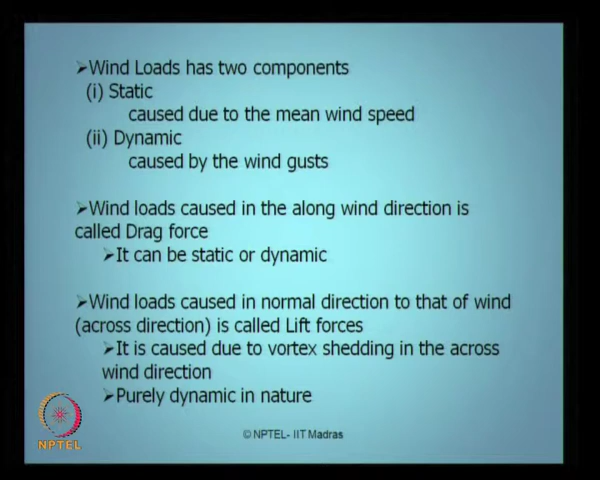 ➢Wind Loads has two components
(i) Static
caused due to the mean wind speed
(ii) Dynamic
caused by the wind gusts
➢Wind loads caused in the along wind direction is
called Drag force
➢It can be static or dynamic
➢Wind loads caused in normal direction to that of wind
(across direction) is called Lift forces
➢It is caused due to vortex shedding in the across
wind direction
➢Purely dynamic in nature
NPTEL
© NPTEL- IIT Madras